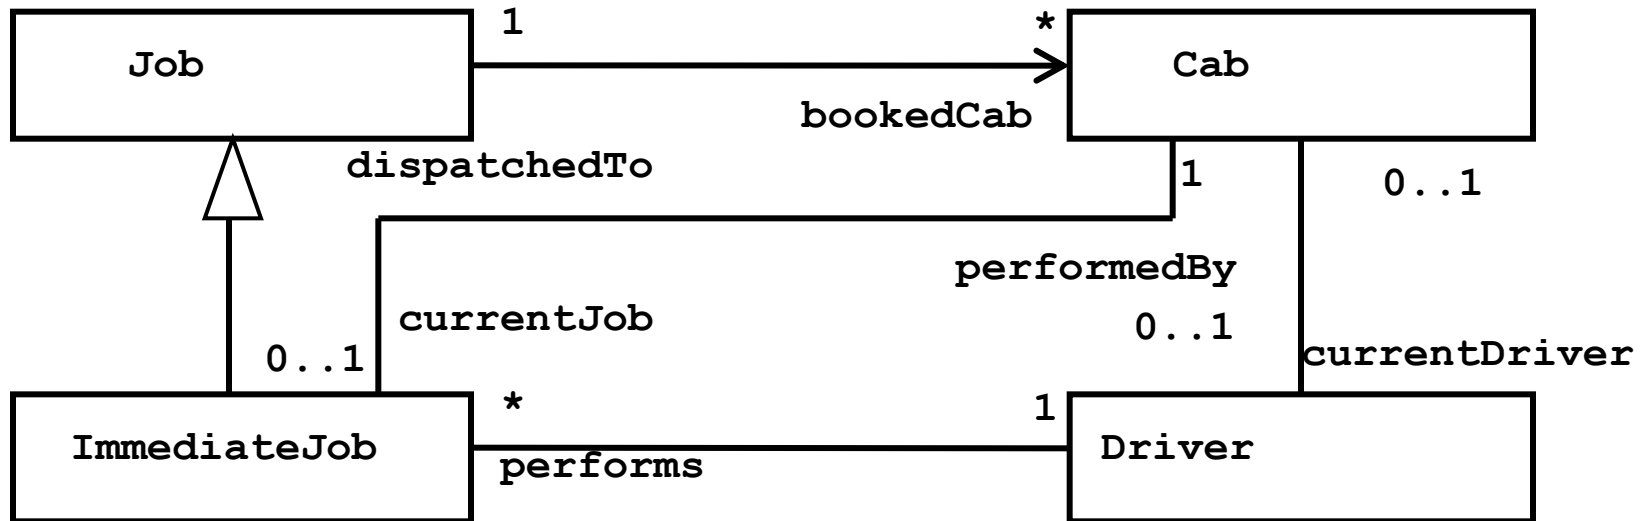 1
*
Job
Cab
bookedCab
dispatchedTo
1
0..1
performedBy
currentJob
0..1
currentDriver
0..1
*
1
ImmediateJob
Driver
performs